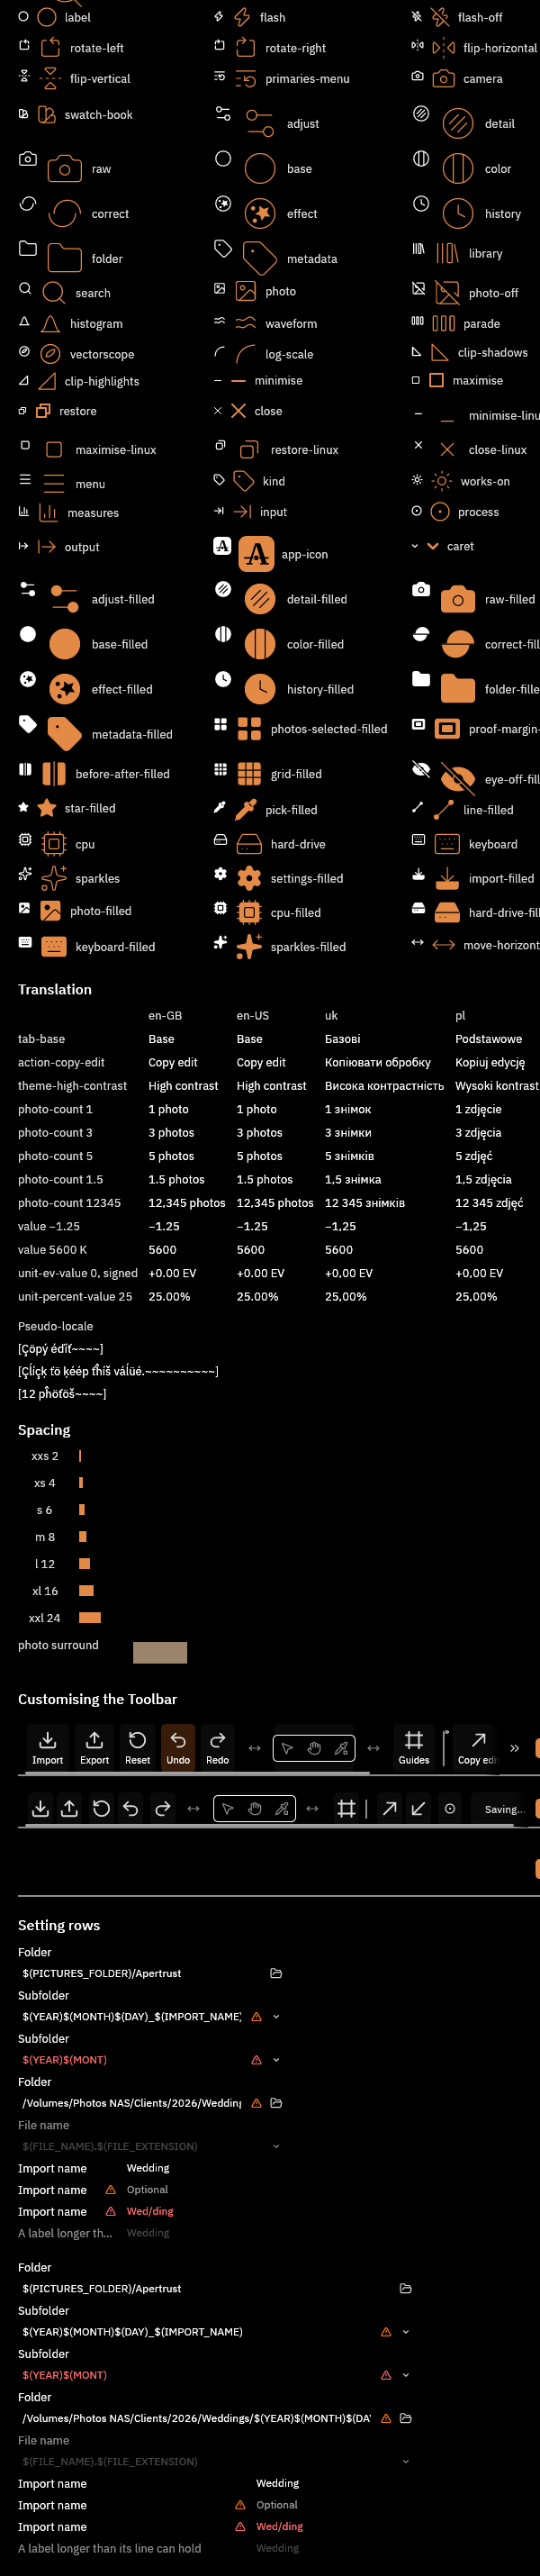 label flash flash-off
rotate-left rotate-right flip-horizontal
flip-vertical primaries-menu camera
swatch-book adjust detail
raw base color
correct effect history
folder metadata library
search photo photo-off
histogram waveform parade
vectorscope log-scale clip-shadows
clip-highlights minimise maximise
restore close minimise-linu
maximise-linux restore-linux close-linux
menu kind works-on
measures input process
output app-icon caret
adjust-filled detail-filled raw-filled
base-filled color-filled correct-fill
effect-filled history-filled folder-fille
metadata-filled photos-selected-filled proof-margin-
before-after-filled grid-filled eye-off-fill
star-filled pick-filled line-filled
cpu hard-drive keyboard
sparkles settings-filled import-filled
photo-filled cpu-filled hard-drive-fill
keyboard-filled sparkles-filled move-horizont
Translation
en-GB en-US uk pl
tab-base Base Base Базові Podstawowe
action-copy-edit Copy edit Copy edit Копіювати обробку Kopiuj edycję
theme-high-contrast High contrast High contrast Висока контрастність Wysoki kontrast
photo-count 1 1 photo 1 photo 1 знімок 1 zdjęcie
photo-count 3 3 photos 3 photos 3 знімки 3 zdjęcia
photo-count 5 5 photos 5 photos 5 знімків 5 zdjęć
photo-count 1.5 1.5 photos 1.5 photos 1,5 знімка 1,5 zdjęcia
photo-count 12345 12,345 photos 12,345 photos 12 345 знімків 12 345 zdjęć
value −1.25 −1.25 −1.25 −1,25 −1,25
value 5600 K 5600 5600 5600 5600
unit-ev-value 0, signed +0.00 EV +0.00 EV +0,00 EV +0,00 EV
unit-percent-value 25 25.00% 25.00% 25,00% 25,00%
Pseudo-locale
[Çöpý éďíť~~~~]
[Çĺíçķ ťö ķéép ťĥíš váĺüé.~~~~~~~~~~]
[12 pĥöťöš~~~~]
Spacing
xxs 2
xs 4
s 6
m 8
l 12
xl 16
xxl 24
photo surround
Customising the Toolbar
Import Export Reset Undo Redo Guides Copy edi
Saving...
Setting rows
Folder
$(PICTURES_FOLDER)/Apertrust
Subfolder
$(YEAR)$(MONTH)$(DAY)_$(IMPORT_NAME)
Subfolder
$(YEAR)$(MONT)
Folder
/Volumes/Photos NAS/Clients/2026/Wedding
File name
$(FILE_NAME).$(FILE_EXTENSION)
Import name Wedding
Import name Optional
Import name Wed/ding
A label longer th... Wedding
Folder
$(PICTURES_FOLDER)/Apertrust
Subfolder
$(YEAR)$(MONTH)$(DAY)_$(IMPORT_NAME)
Subfolder
$(YEAR)$(MONT)
Folder
/Volumes/Photos NAS/Clients/2026/Weddings/$(YEAR)$(MONTH)$(DA
File name
$(FILE_NAME).$(FILE_EXTENSION)
Import name Wedding
Import name Optional
Import name Wed/ding
A label longer than its line can hold Wedding